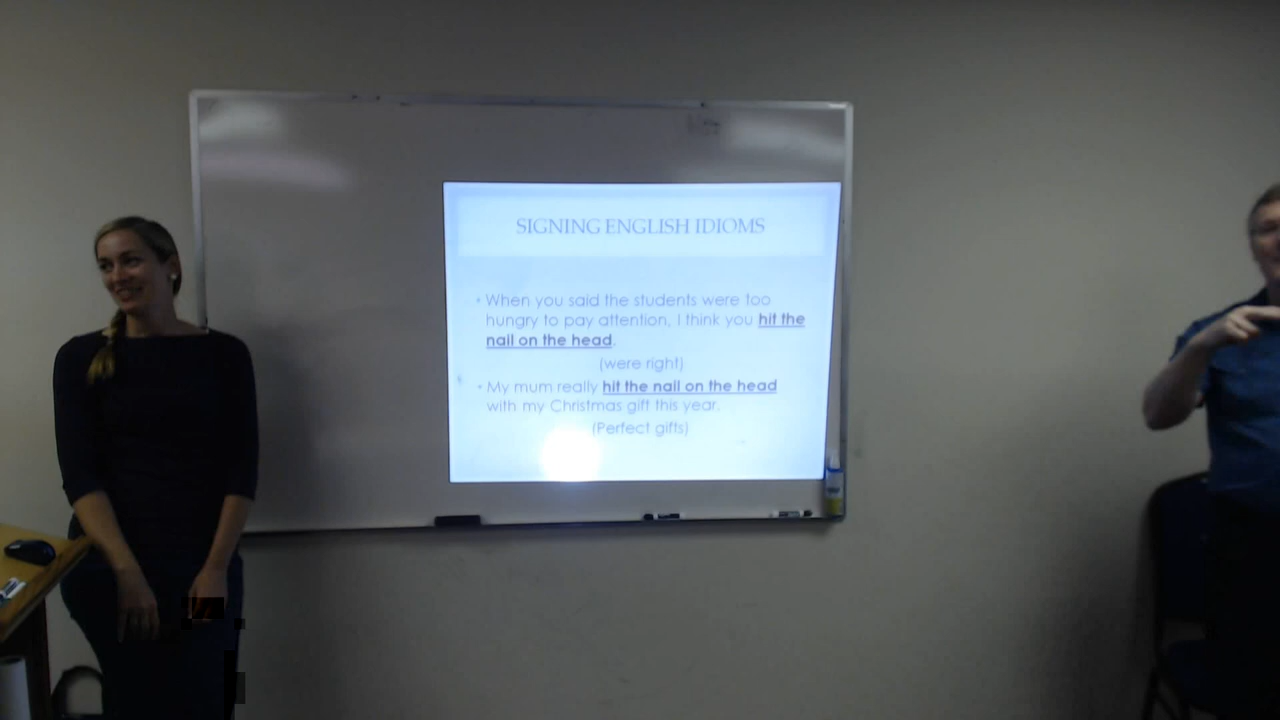 SIGNING ENGLISH IDIOMS
• When you said the students were too
hungry to pay attention, I think you hit the
nail on the head.
(were right)
• My mum really hit the nail on the head
with my Christmas gift this year.
(Perfect gifts)